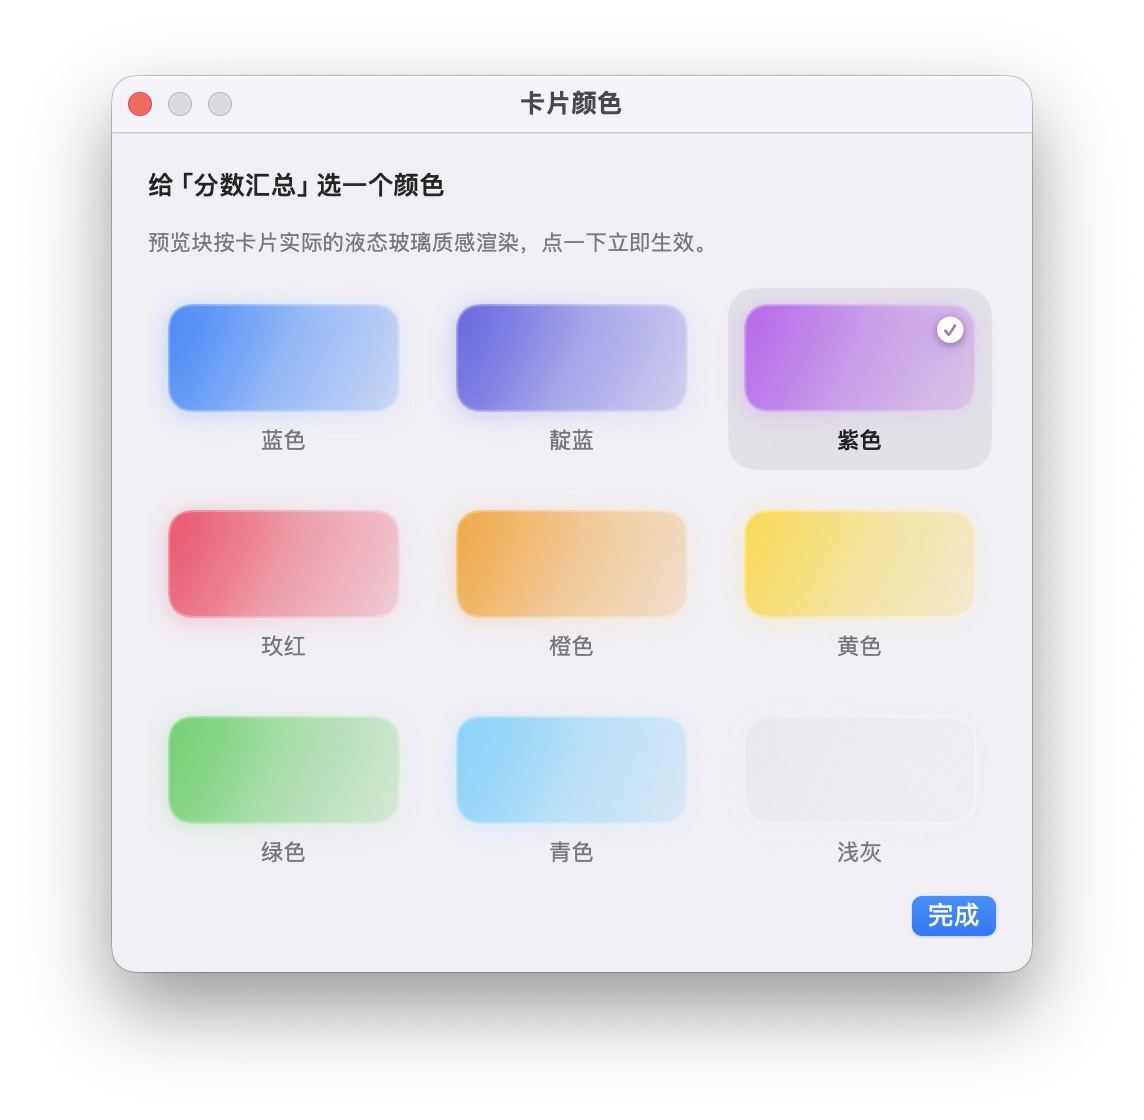 卡片颜色
给「分数汇总」选一个颜色
预览块按卡片实际的液态玻璃质感渲染，点一下立即生效。
蓝色
靛蓝
紫色
玫红
橙色
黄色
绿色
青色
浅灰
完成